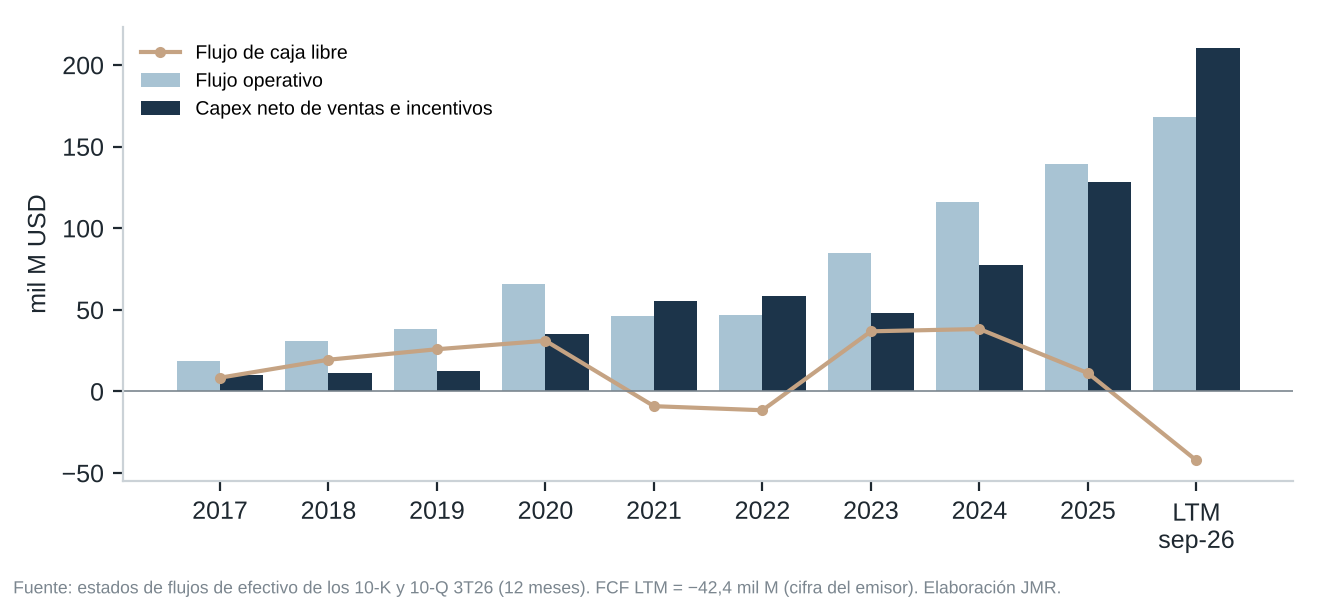 Flujo de caja libre
Flujo operativo
Capex neto de ventas e incentivos
mil M USD
200
150
100
50
0
−50
2017 2018 2019 2020 2021 2022 2023 2024 2025 LTM
sep-26
Fuente: estados de flujos de efectivo de los 10-K y 10-Q 3T26 (12 meses). FCF LTM = −42,4 mil M (cifra del emisor). Elaboración JMR.